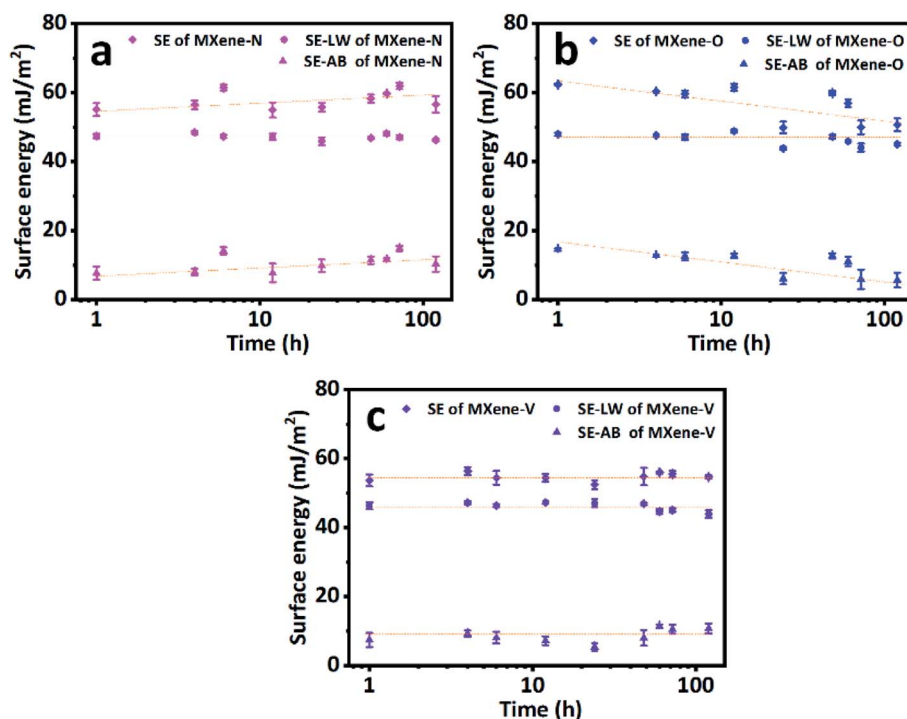 a
SE of MXene-N SE-LW of MXene-N
SE-AB of MXene-N
Surface energy (mJ/m²)
80
60
40
20
0
1 10 100
Time (h)
b
SE of MXene-O SE-LW of MXene-O
SE-AB of MXene-O
Surface energy (mJ/m²)
80
60
40
20
0
1 10 100
Time (h)
c
SE of MXene-V SE-LW of MXene-V
SE-AB of MXene-V
Surface energy (mJ/m²)
80
60
40
20
0
1 10 100
Time (h)